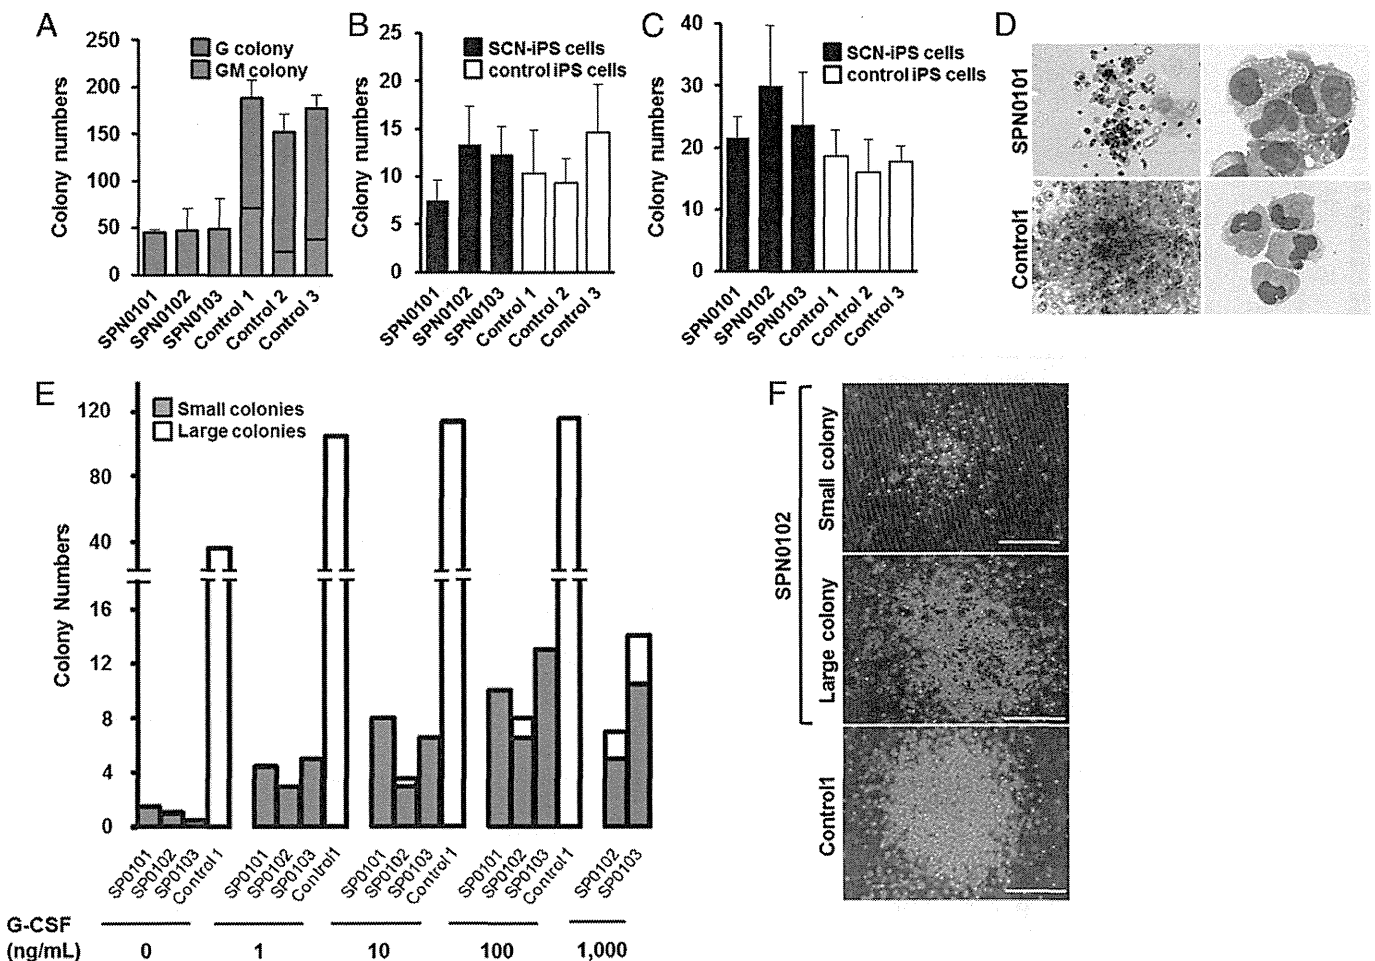 A
Colony numbers
250
200
150
100
50
0
G colony
GM colony
SPN0101
SPN0102
SPN0103
Control 1
Control 2
Control 3
B
Colony numbers
25
20
15
10
5
0
SCN-iPS cells
control iPS cells
SPN0101
SPN0102
SPN0103
Control 1
Control 2
Control 3
C
Colony numbers
40
30
20
10
0
SCN-iPS cells
control iPS cells
SPN0101
SPN0102
SPN0103
Control 1
Control 2
Control 3
D
SPN0101
Control1
E
Colony Numbers
120
80
40
16
12
8
4
0
Small colonies
Large colonies
SP0101
SP0102
SP0103
Control 1
SP0101
SP0102
SP0103
Control1
SP0101
SP0102
SP0103
Control 1
SP0101
SP0102
SP0103
Control 1
SP0102
SP0103
G-CSF
(ng/mL) 0 1 10 100 1,000
F
SPN0102
Small colony
Large colony
Control1